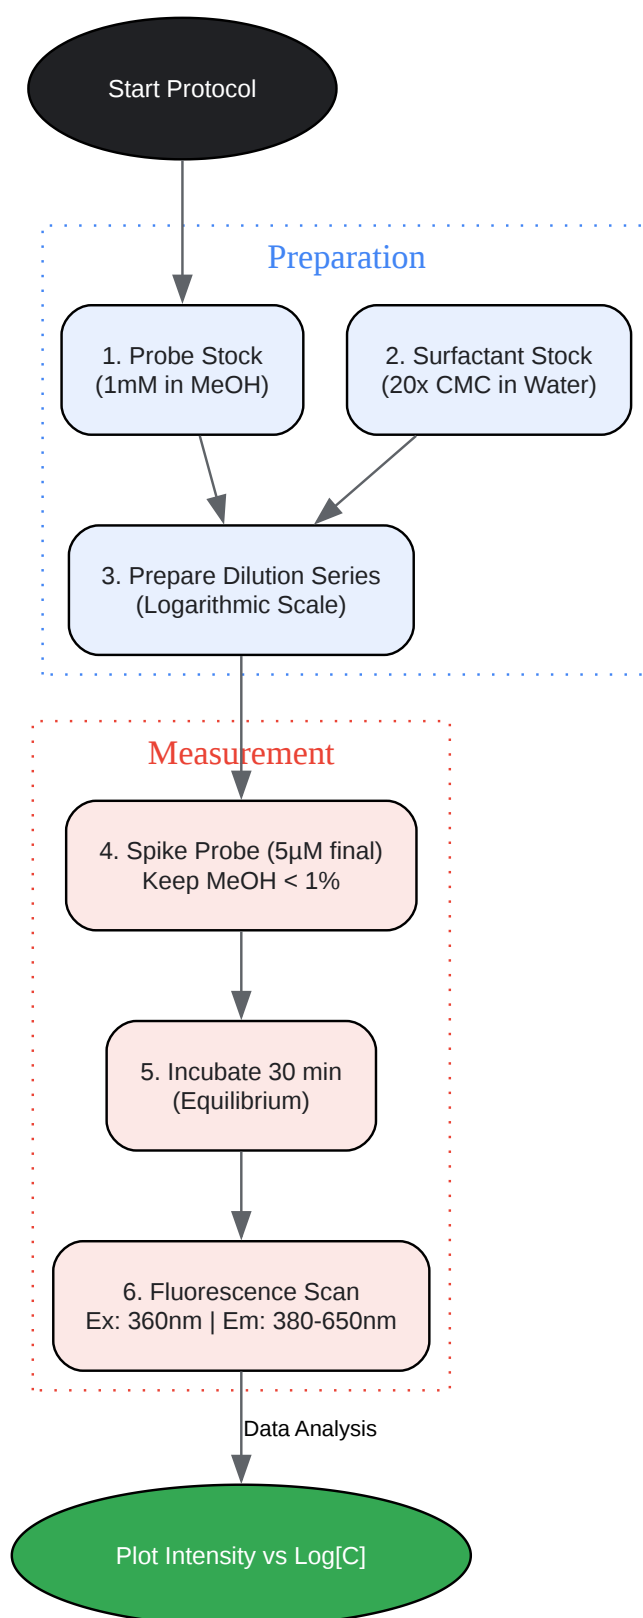 Start Protocol
Preparation
1. Probe Stock
(1mM in MeOH)
2. Surfactant Stock
(20x CMC in Water)
3. Prepare Dilution Series
(Logarithmic Scale)
Measurement
4. Spike Probe (5µM final)
Keep MeOH < 1%
5. Incubate 30 min
(Equilibrium)
6. Fluorescence Scan
Ex: 360nm | Em: 380-650nm
Data Analysis
Plot Intensity vs Log[C]